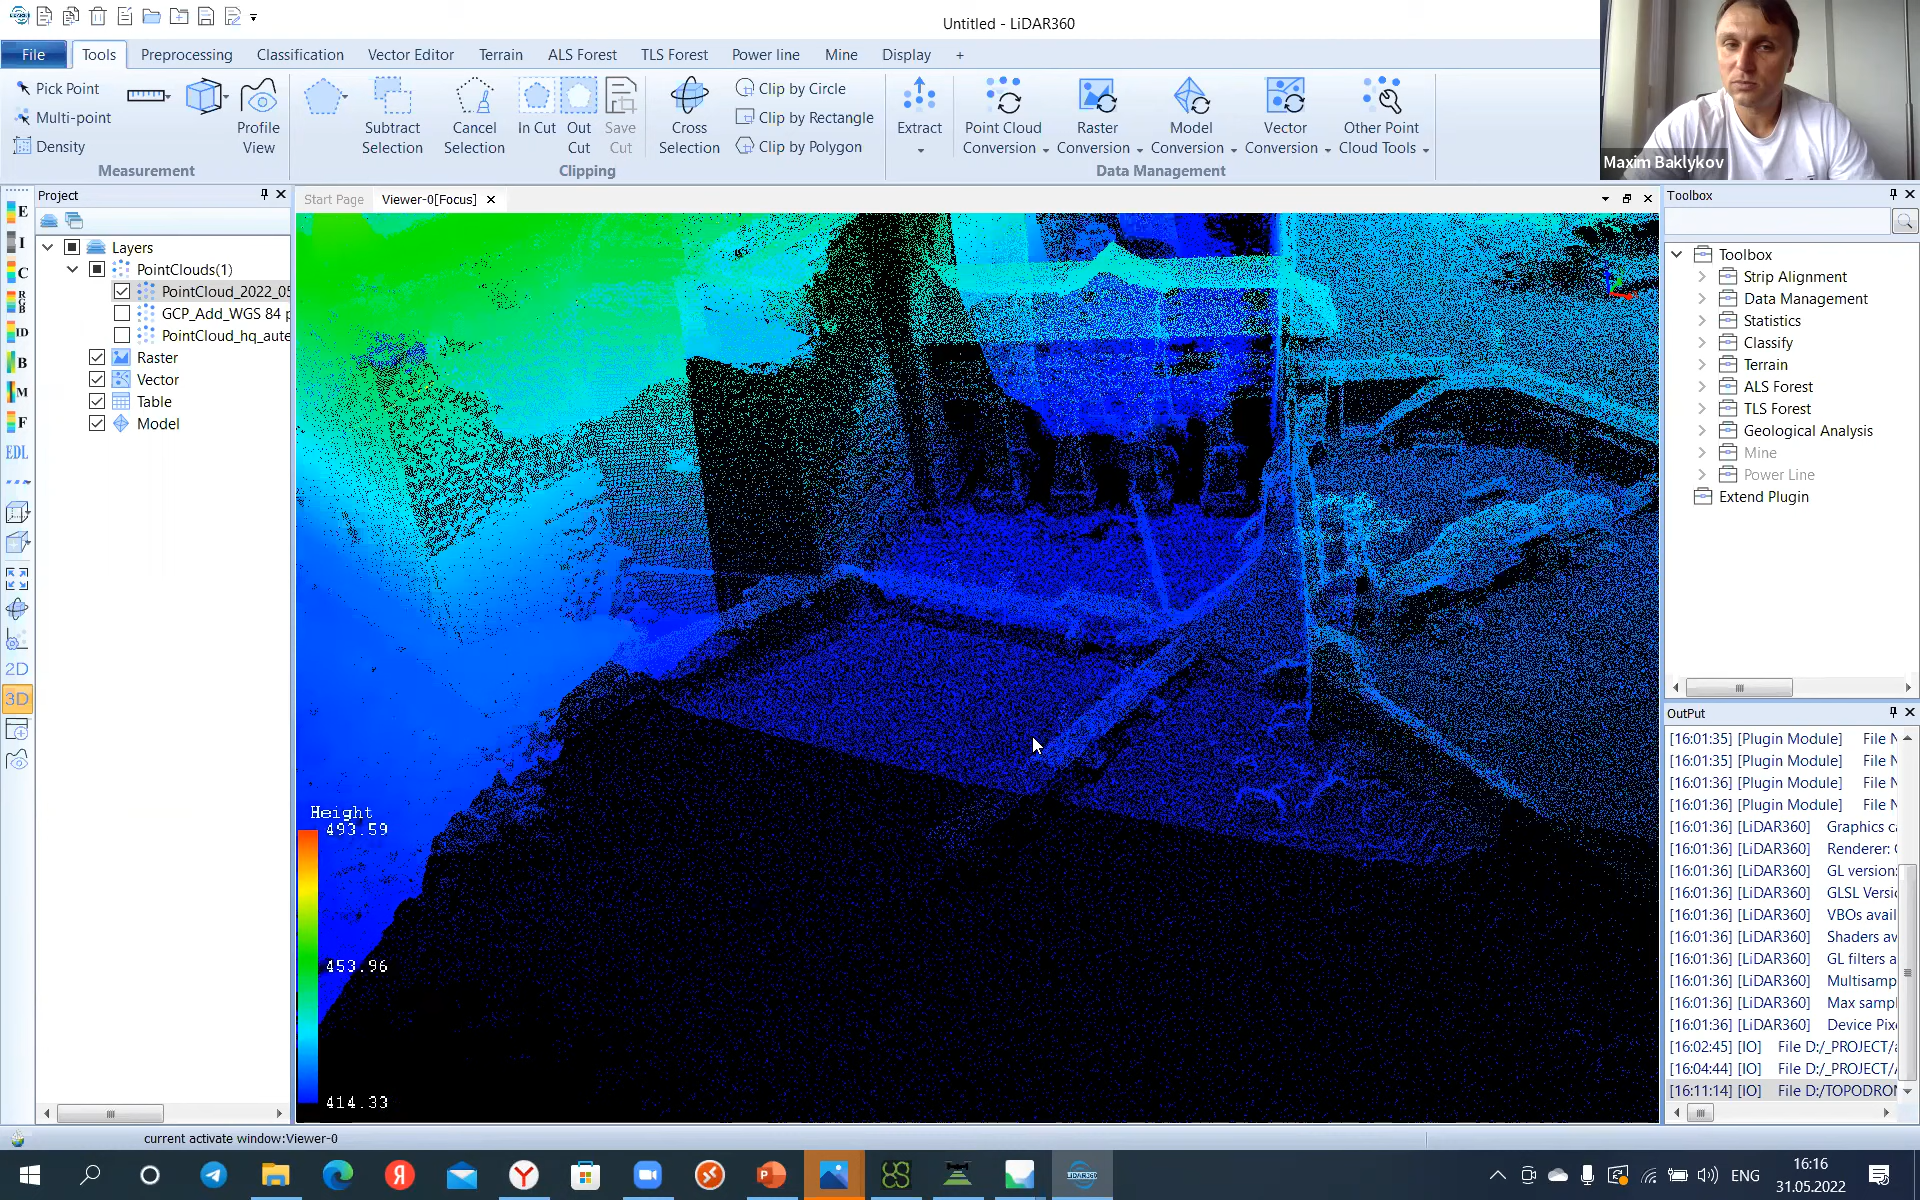 Untitled - LiDAR360
File Tools Preprocessing Classification Vector Editor Terrain ALS Forest TLS Forest Power line Mine Display +
Pick Point
Multi-point
Density
Profile View
Measurement
Subtract Selection
Cancel Selection
In Cut
Out Cut
Save Cut
Cross Selection
Clip by Circle
Clip by Rectangle
Clip by Polygon
Clipping
Extract
Point Cloud Conversion
Raster Conversion
Model Conversion
Vector Conversion
Other Point Cloud Tools
Data Management
Maxim Baklykov
Project
E
I
C
RGB
ID
B
M
F
EDL
2D
3D
Layers
PointClouds(1)
PointCloud_2022_05
GCP_Add_WGS 84 p
PointCloud_hq_aute
Raster
Vector
Table
Model
Start Page
Viewer-0[Focus]
Height
493.59
453.96
414.33
Toolbox
Toolbox
Strip Alignment
Data Management
Statistics
Classify
Terrain
ALS Forest
TLS Forest
Geological Analysis
Mine
Power Line
Extend Plugin
OutPut
[16:01:35] [Plugin Module] File N
[16:01:35] [Plugin Module] File N
[16:01:36] [Plugin Module] File N
[16:01:36] [Plugin Module] File N
[16:01:36] [LiDAR360] Graphics ca
[16:01:36] [LiDAR360] Renderer:
[16:01:36] [LiDAR360] GL version:
[16:01:36] [LiDAR360] GLSL Versi
[16:01:36] [LiDAR360] VBOs avail
[16:01:36] [LiDAR360] Shaders av
[16:01:36] [LiDAR360] GL filters a
[16:01:36] [LiDAR360] Multisamp
[16:01:36] [LiDAR360] Max sampl
[16:01:36] [LiDAR360] Device Pix
[16:02:45] [IO] File D:/_PROJECT/
[16:04:44] [IO] File D:/_PROJECT/
[16:11:14] [IO] File D:/TOPODRON
current activate window:Viewer-0
ENG
16:16
31.05.2022